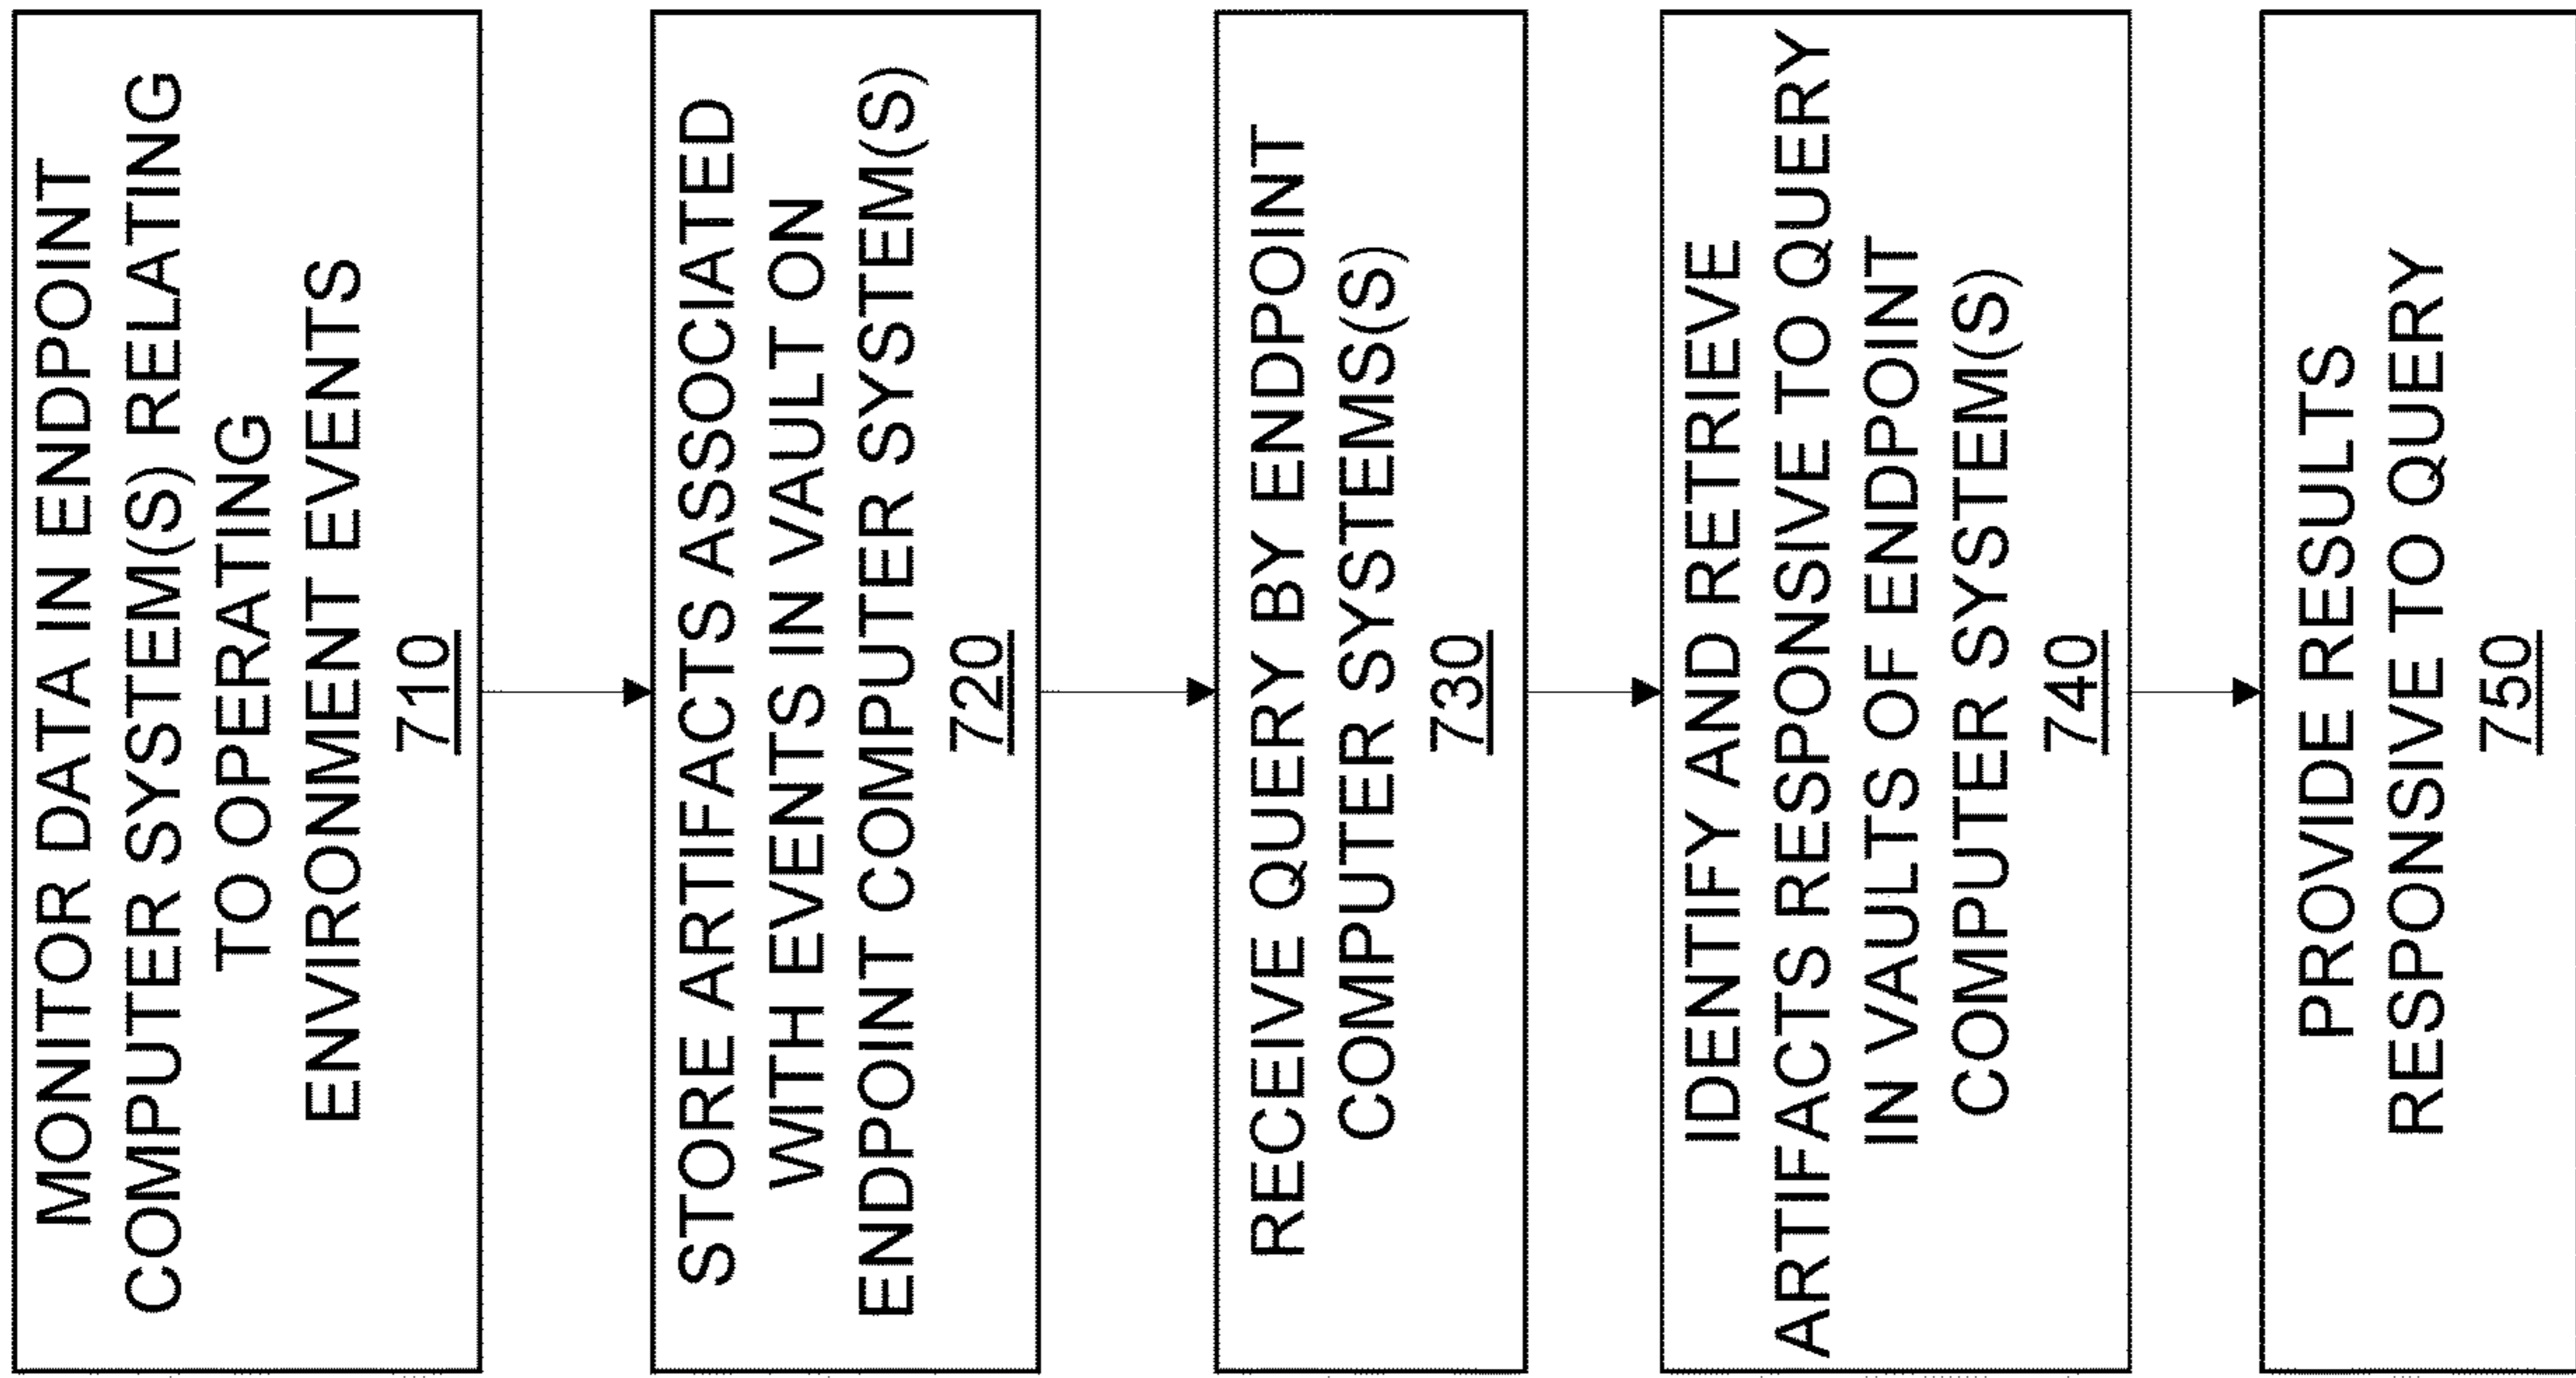 MONITOR DATA IN ENDPOINT
COMPUTER SYSTEM(S) RELATING
TO OPERATING
ENVIRONMENT EVENTS
710
STORE ARTIFACTS ASSOCIATED
WITH EVENTS IN VAULT ON
ENDPOINT COMPUTER SYSTEM(S)
720
RECEIVE QUERY BY ENDPOINT
COMPUTER SYSTEMS(S)
730
IDENTIFY AND RETRIEVE
ARTIFACTS RESPONSIVE TO QUERY
IN VAULTS OF ENDPOINT
COMPUTER SYSTEM(S)
740
PROVIDE RESULTS
RESPONSIVE TO QUERY
750